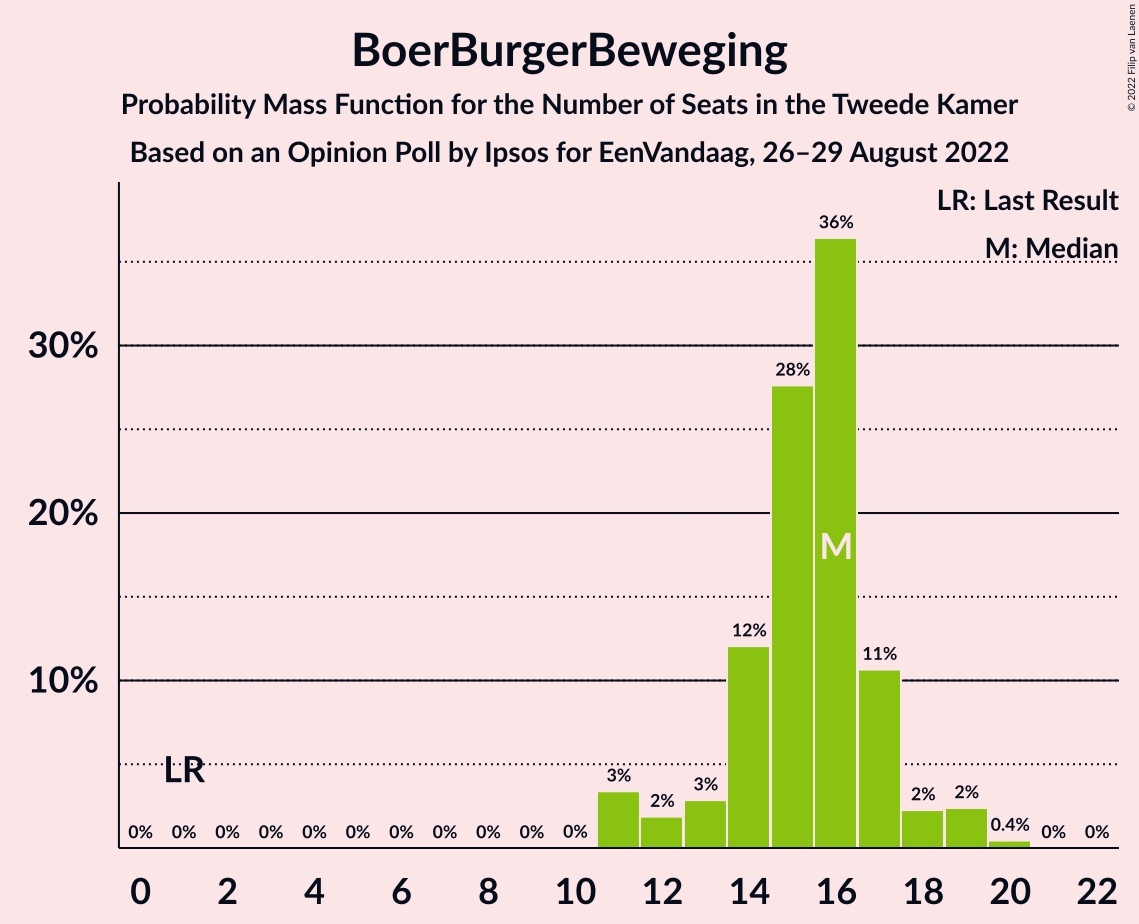 BoerBurgerBeweging
Probability Mass Function for the Number of Seats in the Tweede Kamer
Based on an Opinion Poll by Ipsos for EenVandaag, 26–29 August 2022
© 2022 Filip van Laenen
LR: Last Result
M: Median
30%
20%
10%
LR
M
0% 0% 0% 0% 0% 0% 0% 0% 0% 0% 0% 3% 2% 3% 12% 28% 36% 11% 2% 2% 0.4% 0% 0%
0 2 4 6 8 10 12 14 16 18 20 22